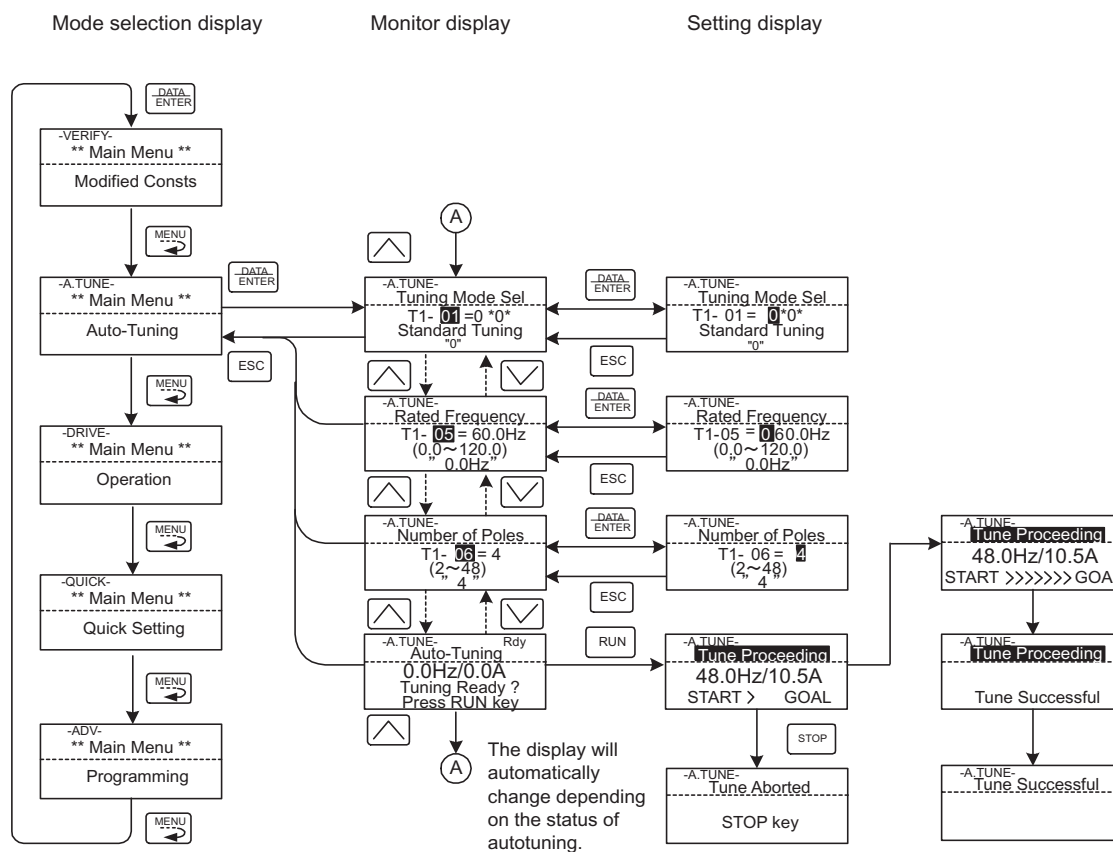 Mode selection display
Monitor display
Setting display
DATA
ENTER
-VERIFY-
** Main Menu **
Modified Consts
MENU
-A.TUNE-
** Main Menu **
Auto-Tuning
MENU
-DRIVE-
** Main Menu **
Operation
MENU
-QUICK-
** Main Menu **
Quick Setting
MENU
-ADV-
** Main Menu **
Programming
MENU
DATA
ENTER
ESC
A
-A.TUNE-
Tuning Mode Sel
T1- 01 =0 *0*
Standard Tuning
"0"
DATA
ENTER
ESC
-A.TUNE-
Tuning Mode Sel
T1- 01 = 0 *0*
Standard Tuning
"0"
-A.TUNE-
Rated Frequency
T1- 05 = 60.0Hz
(0.0～120.0)
" 0.0Hz"
DATA
ENTER
ESC
-A.TUNE-
Rated Frequency
T1-05 = 060.0Hz
(0.0～120.0)
" 0.0Hz"
-A.TUNE-
Number of Poles
T1- 06 = 4
(2～48)
" 4 "
DATA
ENTER
ESC
-A.TUNE-
Number of Poles
T1- 06 = 4
(2～48)
" 4 "
-A.TUNE- Rdy
Auto-Tuning
0.0Hz/0.0A
Tuning Ready ?
Press RUN key
RUN
-A.TUNE-
Tune Proceeding
48.0Hz/10.5A
START > GOAL
A
The display will
automatically
change depending
on the status of
autotuning.
STOP
-A.TUNE-
Tune Aborted
STOP key
-A.TUNE-
Tune Proceeding
48.0Hz/10.5A
START >>>>>>> GOA
-A.TUNE-
Tune Proceeding
Tune Successful
-A.TUNE-
Tune Successful